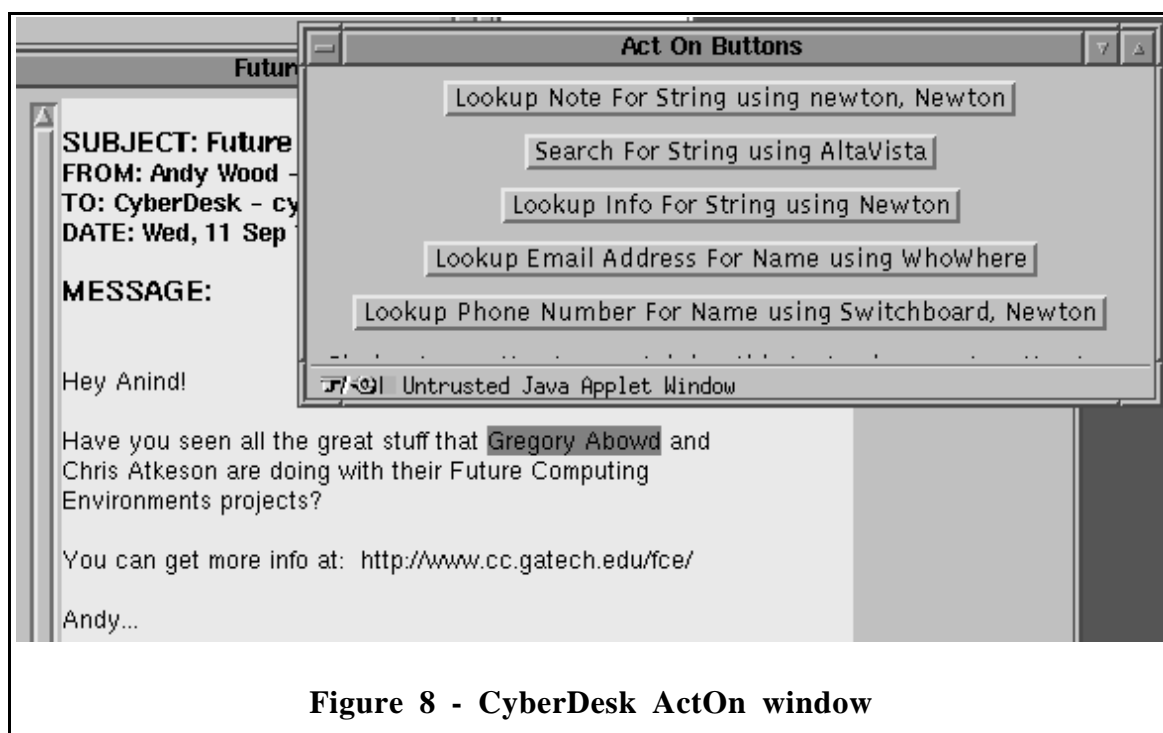 Act On Buttons
Lookup Note For String using newton, Newton
Search For String using AltaVista
Lookup Info For String using Newton
Lookup Email Address For Name using WhoWhere
Lookup Phone Number For Name using Switchboard, Newton
Untrusted Java Applet Window
Futur
SUBJECT: Future
FROM: Andy Wood -
TO: CyberDesk - cy
DATE: Wed, 11 Sep
MESSAGE:
Hey Anind!
Have you seen all the great stuff that Gregory Abowd and
Chris Atkeson are doing with their Future Computing
Environments projects?
You can get more info at: http://www.cc.gatech.edu/fce/
Andy...
Figure 8 - CyberDesk ActOn window